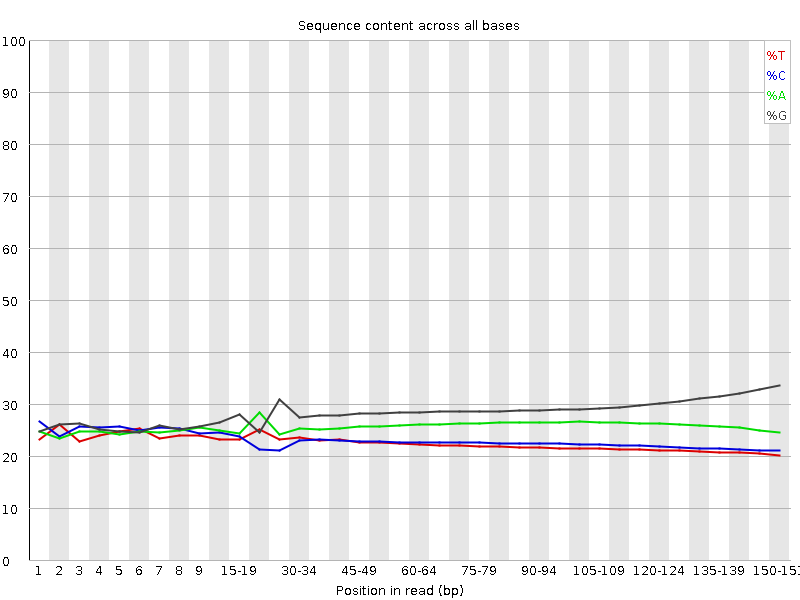 Sequence content across all bases
100
90
80
70
60
50
40
30
20
10
0
%T
%C
%A
%G
1 2 3 4 5 6 7 8 9 15-19 30-34 45-49 60-64 75-79 90-94 105-109 120-124 135-139 150-151
Position in read (bp)